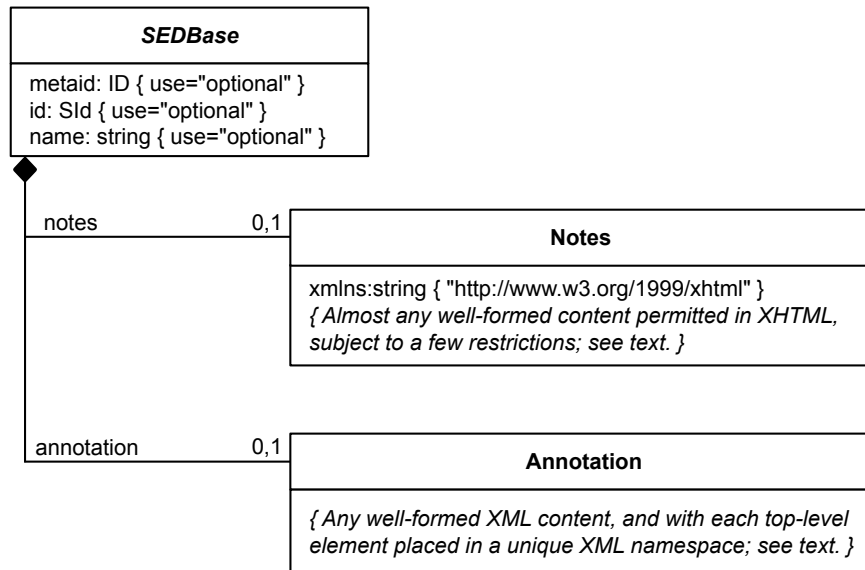 SEDBase
metaid: ID { use="optional" }
id: SId { use="optional" }
name: string { use="optional" }
notes
0,1
Notes
xmlns:string { "http://www.w3.org/1999/xhtml" }
{ Almost any well-formed content permitted in XHTML,
subject to a few restrictions; see text. }
annotation
0,1
Annotation
{ Any well-formed XML content, and with each top-level
element placed in a unique XML namespace; see text. }